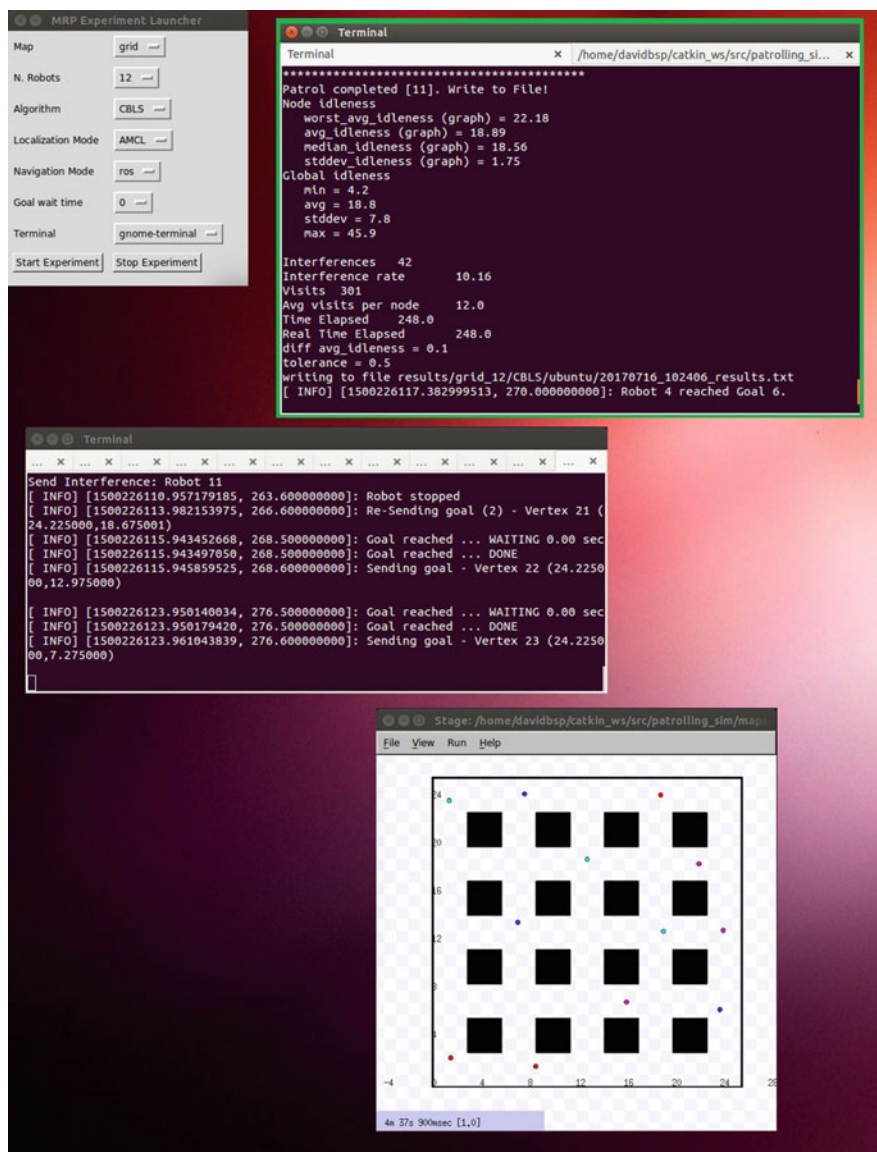 MRP Experiment Launcher
Map grid
N. Robots 12
Algorithm CBLS
Localization Mode AMCL
Navigation Mode ros
Goal wait time 0
Terminal gnome-terminal
Start Experiment Stop Experiment
Terminal
Terminal × /home/davidbsp/catkin_ws/src/patrolling_si... ×
******************************************
Patrol completed [11]. Write to File!
Node idleness
worst_avg_idleness (graph) = 22.18
avg_idleness (graph) = 18.89
median_idleness (graph) = 18.56
stddev_idleness (graph) = 1.75
Global idleness
min = 4.2
avg = 18.8
stddev = 7.8
max = 45.9
Interferences 42
Interference rate 10.16
Visits 301
Avg visits per node 12.0
Time Elapsed 248.0
Real Time Elapsed 248.0
diff avg_idleness = 0.1
tolerance = 0.5
writing to file results/grid_12/CBLS/ubuntu/20170716_102406_results.txt
[ INFO] [1500226117.382999513, 270.000000000]: Robot 4 reached Goal 6.
Terminal
... × ... × ... × ... × ... × ... × ... × ... × ... × ... × ... × ... ×
Send Interference: Robot 11
[ INFO] [1500226110.957179185, 263.600000000]: Robot stopped
[ INFO] [1500226113.982153975, 266.600000000]: Re-Sending goal (2) - Vertex 21 (
24.225000,18.675001)
[ INFO] [1500226115.943452668, 268.500000000]: Goal reached ... WAITING 0.00 sec
[ INFO] [1500226115.943497050, 268.500000000]: Goal reached ... DONE
[ INFO] [1500226115.945859525, 268.600000000]: Sending goal - Vertex 22 (24.2250
00,12.975000)
[ INFO] [1500226123.950140034, 276.500000000]: Goal reached ... WAITING 0.00 sec
[ INFO] [1500226123.950179420, 276.500000000]: Goal reached ... DONE
[ INFO] [1500226123.961043839, 276.600000000]: Sending goal - Vertex 23 (24.2250
00,7.275000)
Stage: /home/davidbsp/catkin_ws/src/patrolling_sim/map
File View Run Help
24
20
16
12
8
4
-4 0 4 8 12 16 20 24 28
4m 37s 900msec [1.0]